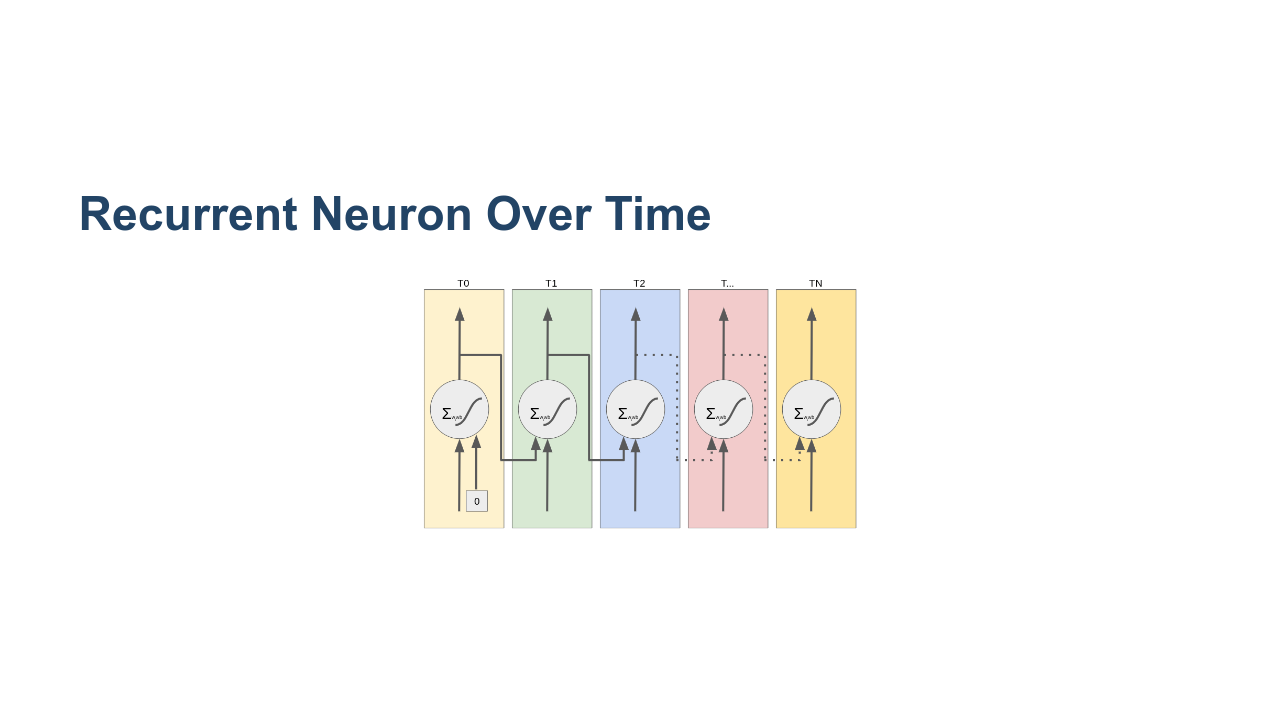 Recurrent Neuron Over Time
T0 T1 T2 T... TN
Σ Σ Σ Σ Σ
0